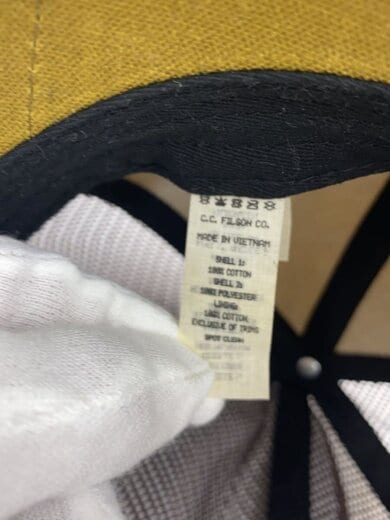 C.C. FILSON CO.
MADE IN VIETNAM
SHELL 1:
100% COTTON
SHELL 2:
100% POLYESTER
LINING:
100% COTTON
EXCLUSIVE OF TRIMS
SPOT CLEAN